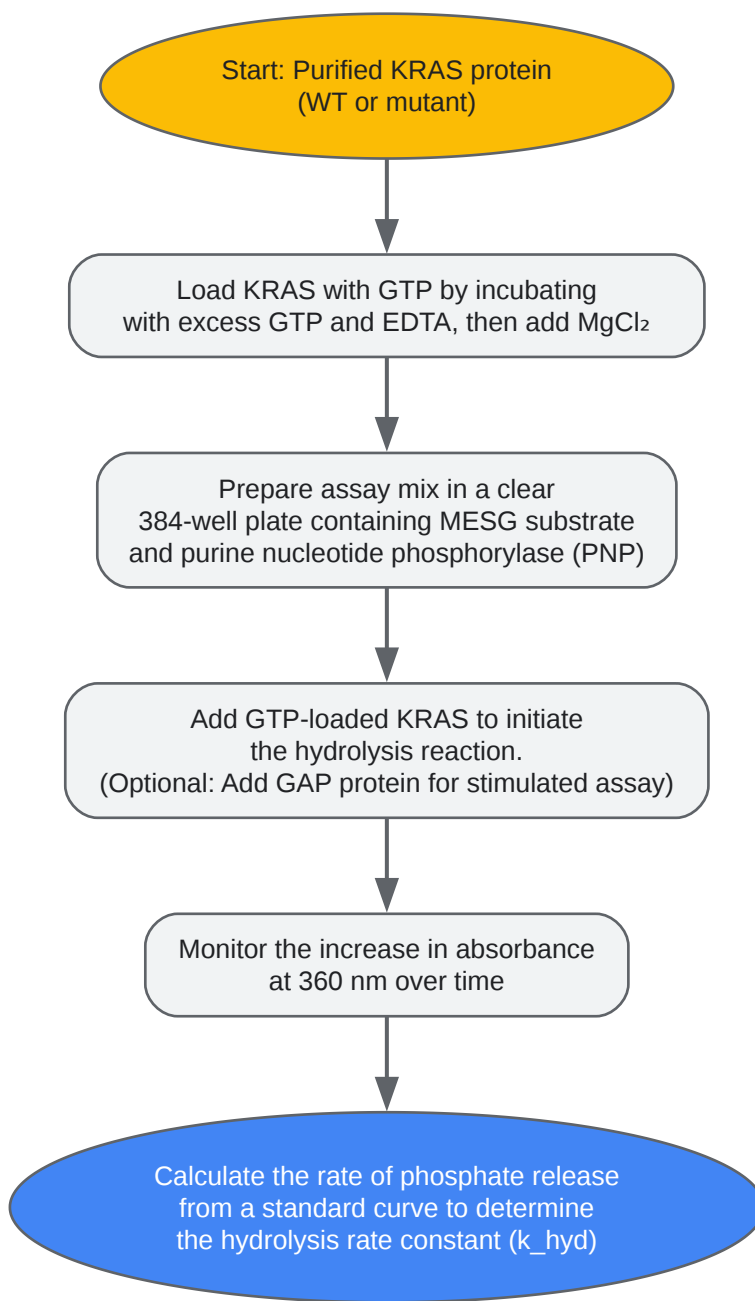 Start: Purified KRAS protein
(WT or mutant)
Load KRAS with GTP by incubating
with excess GTP and EDTA, then add MgCl₂
Prepare assay mix in a clear
384-well plate containing MESG substrate
and purine nucleotide phosphorylase (PNP)
Add GTP-loaded KRAS to initiate
the hydrolysis reaction.
(Optional: Add GAP protein for stimulated assay)
Monitor the increase in absorbance
at 360 nm over time
Calculate the rate of phosphate release
from a standard curve to determine
the hydrolysis rate constant (k_hyd)